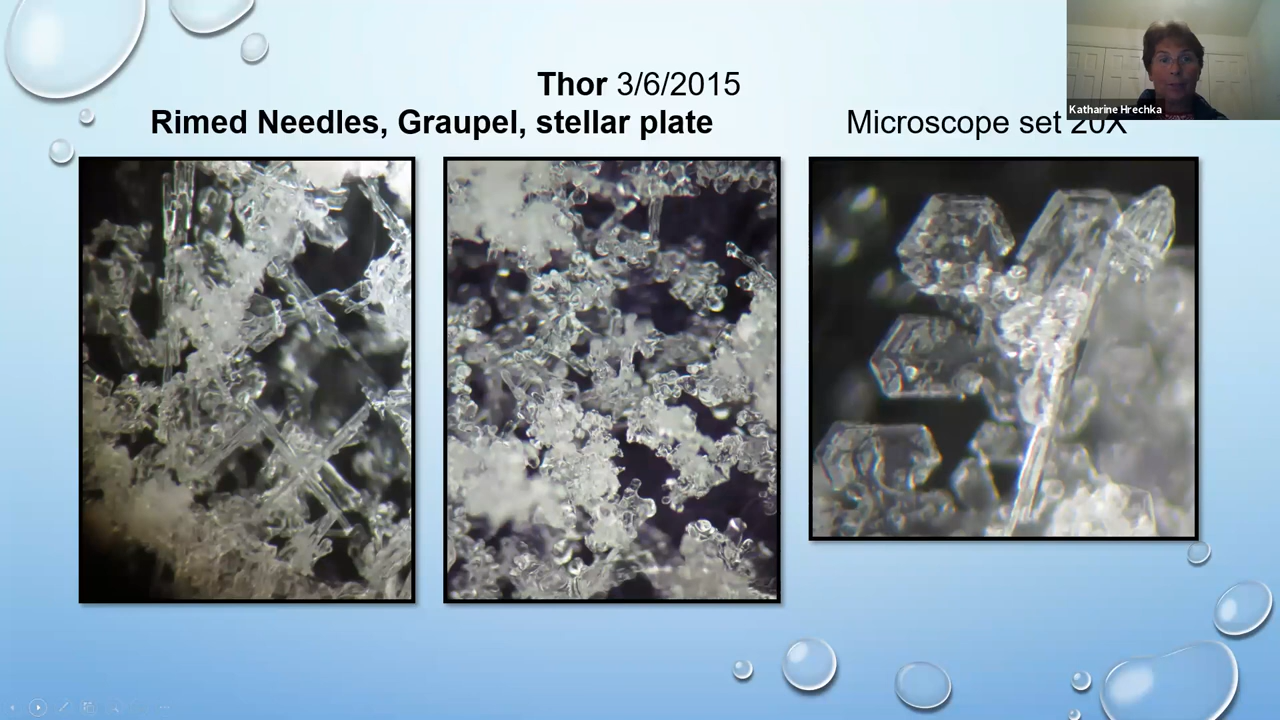 Thor 3/6/2015
Rimed Needles, Graupel, stellar plate
Microscope set 20X
Katharine Hrechka